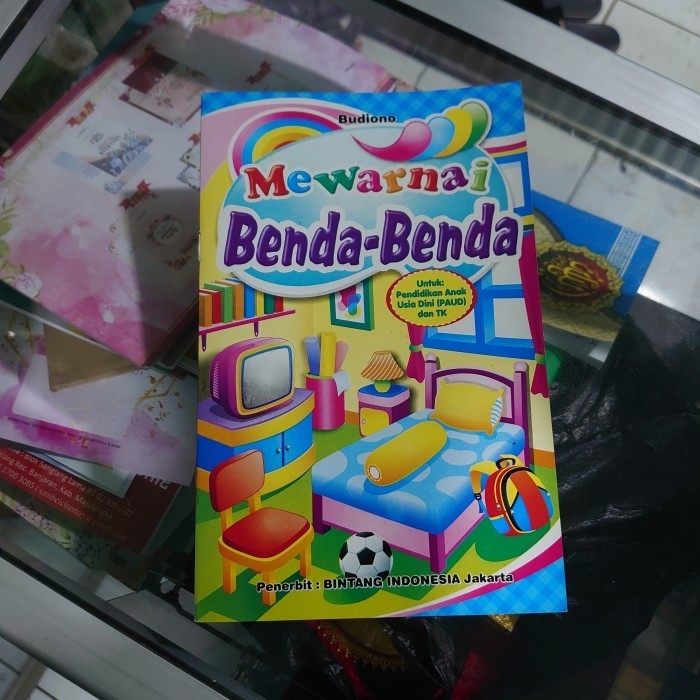 Budiono
Mewarnai
Benda-Benda
Untuk:
Pendidikan Anak
Usia Dini (PAUD)
dan TK
Penerbit : BINTANG INDONESIA Jakarta